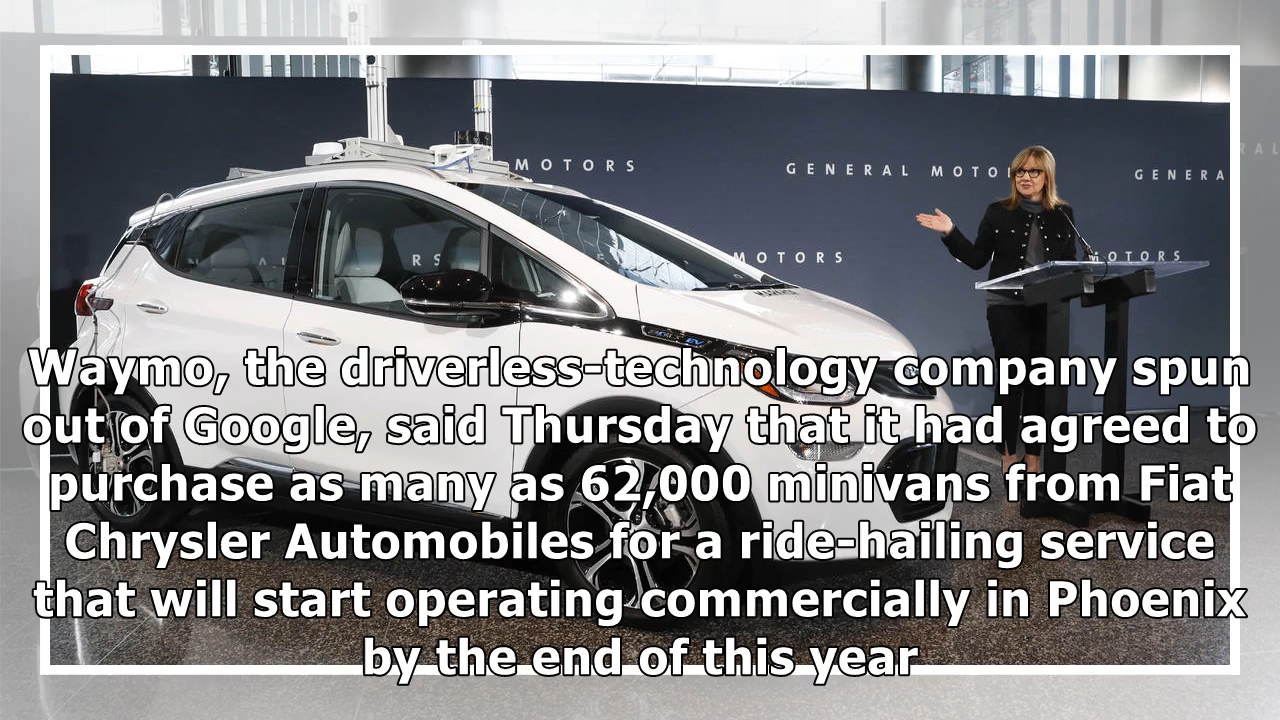 MOTORS
GENERAL MOTO
GENERA
RS
MOTORS
MOTORS
Waymo, the driverless-technology company spun
out of Google, said Thursday that it had agreed to
purchase as many as 62,000 minivans from Fiat
Chrysler Automobiles for a ride-hailing service
that will start operating commercially in Phoenix
by the end of this year